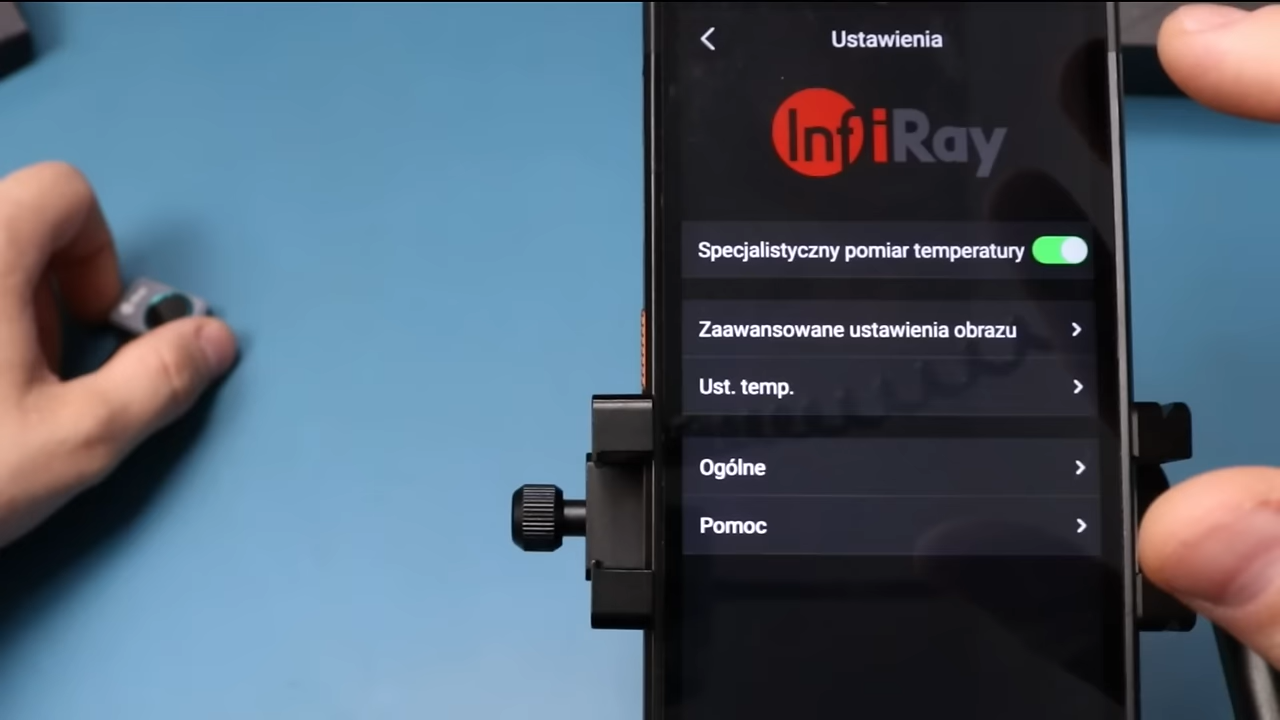 Ustawienia
InfiRay
Specjalistyczny pomiar temperatury
Zaawansowane ustawienia obrazu
Ust. temp.
Ogólne
Pomoc